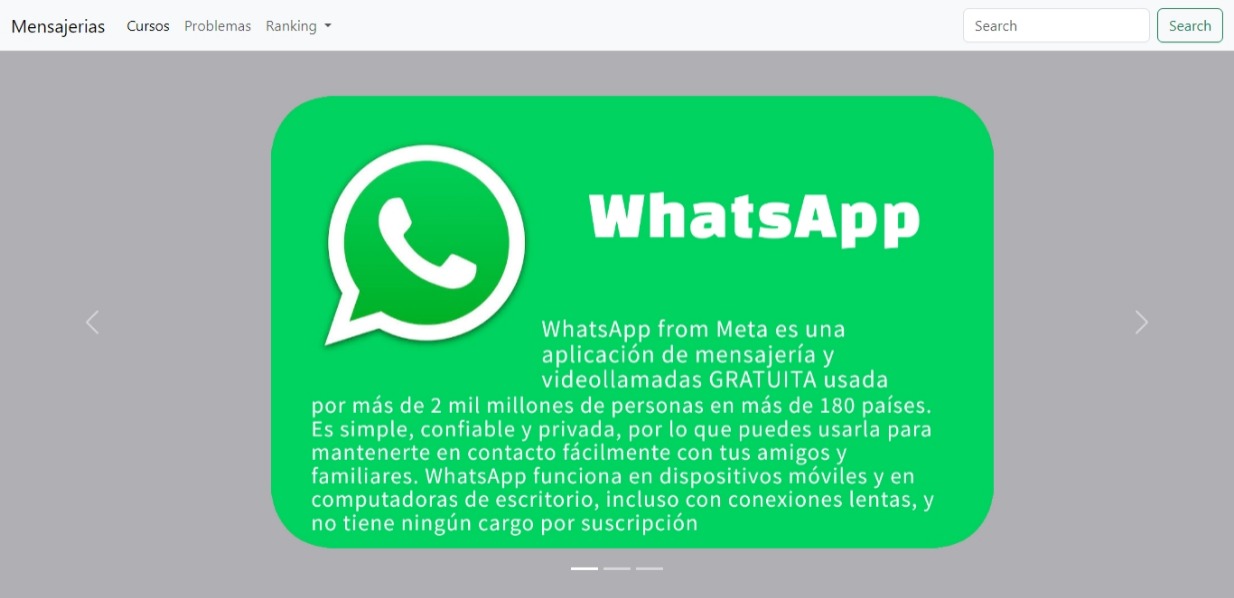 Mensajerias Cursos Problemas Ranking Search Search
WhatsApp
WhatsApp from Meta es una
aplicación de mensajería y
videollamadas GRATUITA usada
por más de 2 mil millones de personas en más de 180 países.
Es simple, confiable y privada, por lo que puedes usarla para
mantenerte en contacto fácilmente con tus amigos y
familiares. WhatsApp funciona en dispositivos móviles y en
computadoras de escritorio, incluso con conexiones lentas, y
no tiene ningún cargo por suscripción